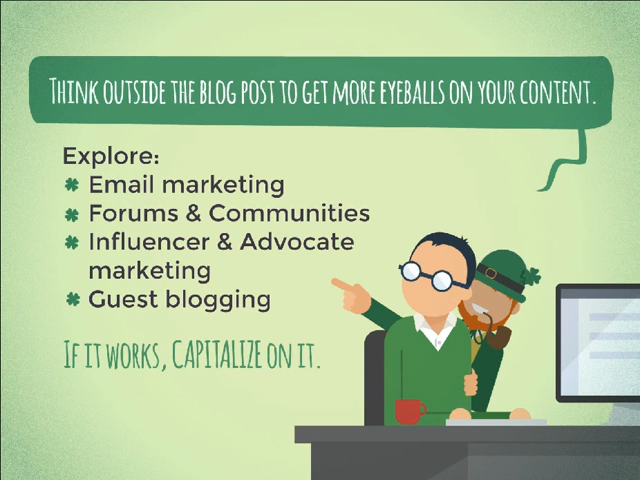 THINK OUTSIDE THE BLOG POST TO GET MORE EYEBALLS ON YOUR CONTENT.
Explore:
Email marketing
Forums & Communities
Influencer & Advocate
marketing
Guest blogging
IF IT WORKS, CAPITALIZE ON IT.